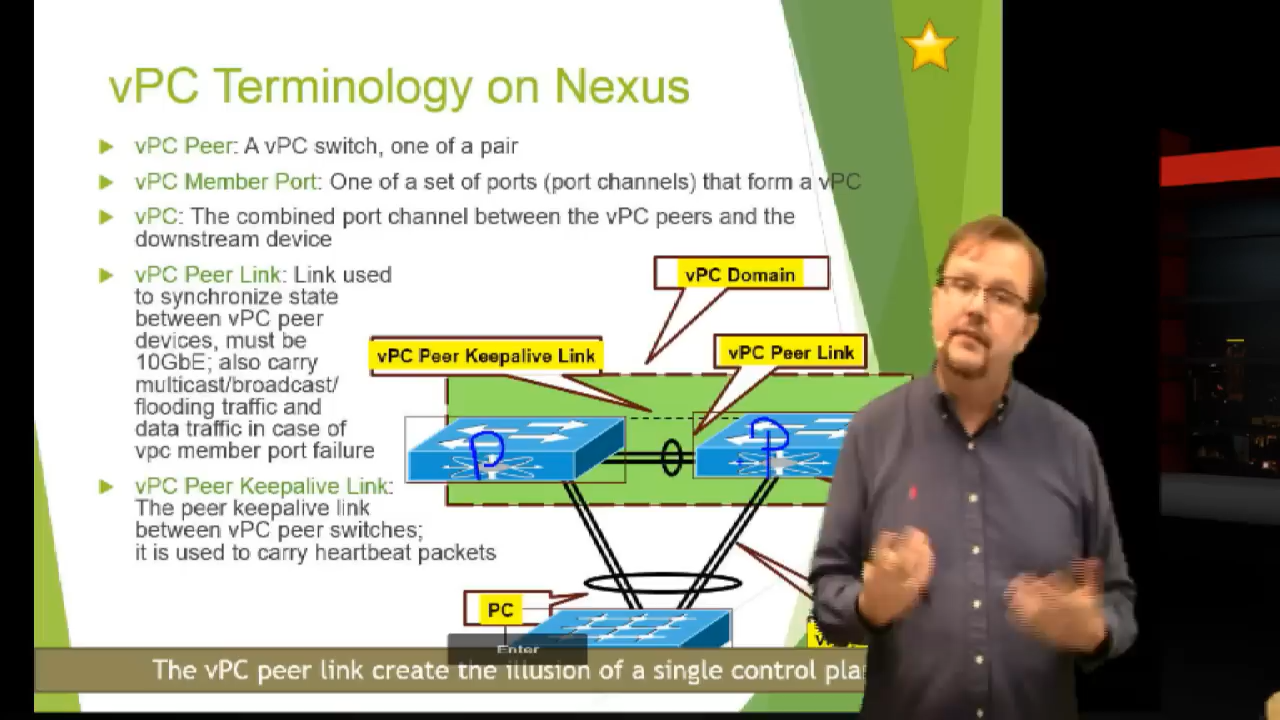 vPC Terminology on Nexus
vPC Peer: A vPC switch, one of a pair
vPC Member Port: One of a set of ports (port channels) that form a vPC
vPC: The combined port channel between the vPC peers and the
downstream device
vPC Peer Link: Link used
to synchronize state
between vPC peer
devices, must be
10GbE; also carry
multicast/broadcast/
flooding traffic and
data traffic in case of
vpc member port failure
vPC Peer Keepalive Link:
The peer keepalive link
between vPC peer switches;
it is used to carry heartbeat packets
vPC Domain
vPC Peer Keepalive Link
vPC Peer Link
P
P
PC
Enter
The vPC peer link create the illusion of a single control